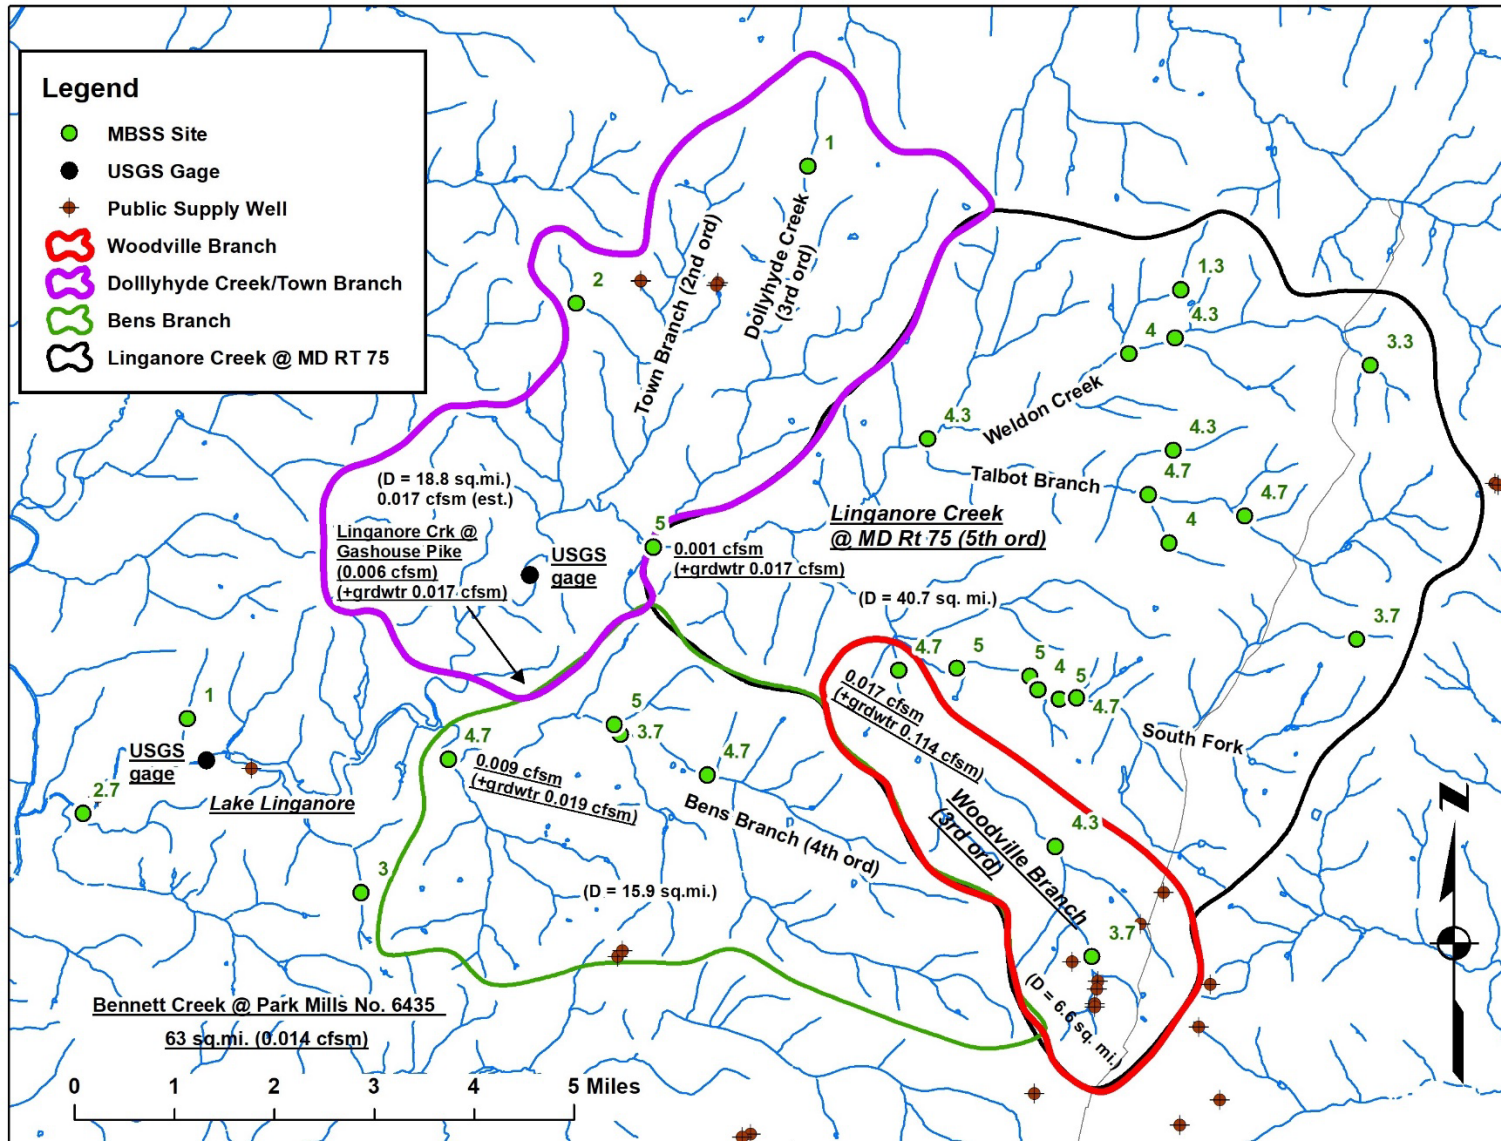 Legend
MBSS Site
USGS Gage
Public Supply Well
Woodville Branch
Dolllyhyde Creek/Town Branch
Bens Branch
Linganore Creek @ MD RT 75
1
2
Town Branch (2nd ord)
Dollyhyde Creek
(3rd ord)
1.3
4.3
4
3.3
4.3
Weldon Creek
4.3
Talbot Branch
4.7
4.7
4
(D = 18.8 sq.mi.)
0.017 cfsm (est.)
Linganore Crk @
Gashouse Pike
(0.006 cfsm)
(+grdwtr 0.017 cfsm)
USGS
gage
5
0.001 cfsm
(+grdwtr 0.017 cfsm)
Linganore Creek
@ MD Rt 75 (5th ord)
(D = 40.7 sq. mi.)
3.7
4.7
5
5
4
5
4.7
0.017 cfsm
(+grdwtr 0.114 cfsm)
South Fork
1
USGS
gage
2.7
Lake Linganore
4.7
0.009 cfsm
(+grdwtr 0.019 cfsm)
5
3.7
4.7
Bens Branch (4th ord)
Woodville Branch
(3rd ord)
4.3
3
(D = 15.9 sq.mi.)
3.7
(D = 6.6 sq. mi.)
Bennett Creek @ Park Mills No. 6435
63 sq.mi. (0.014 cfsm)
0 1 2 3 4 5 Miles
N